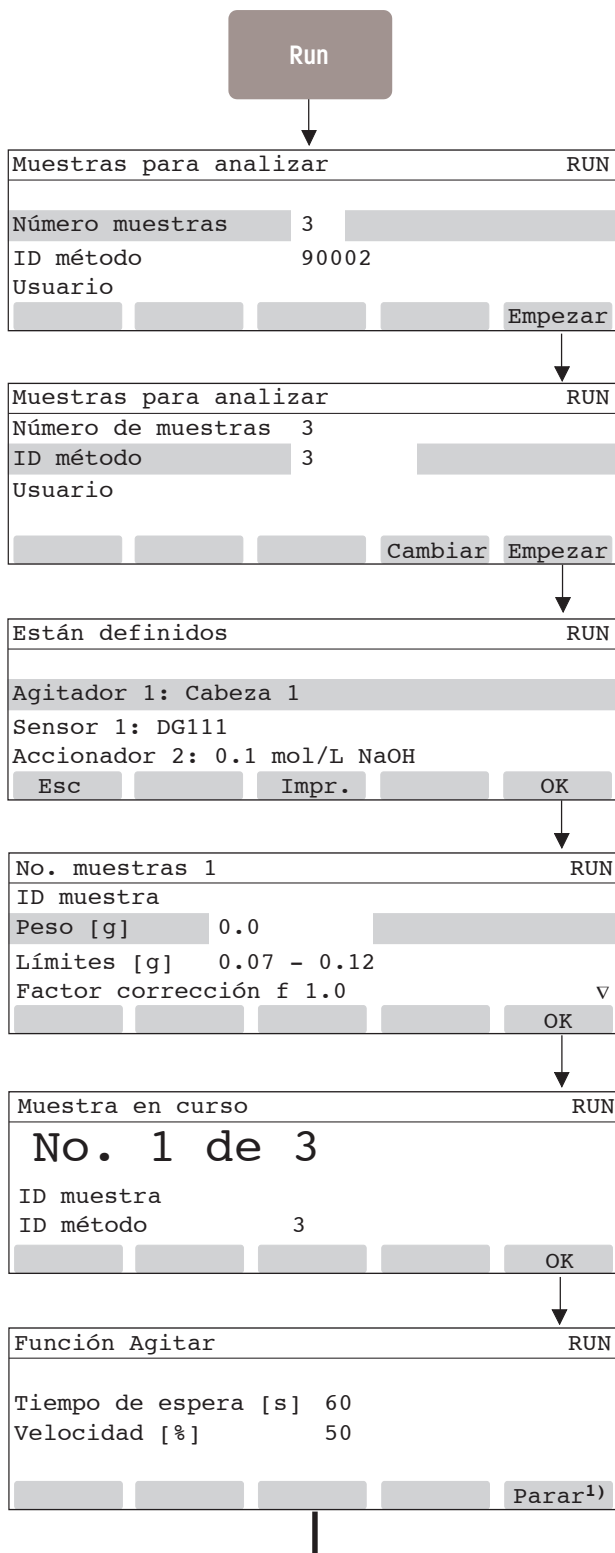 Run
Muestras para analizar RUN
Número muestras 3
ID método 90002
Usuario
Empezar
Muestras para analizar RUN
Número de muestras 3
ID método 3
Usuario
Cambiar Empezar
Están definidos RUN
Agitador 1: Cabeza 1
Sensor 1: DG111
Accionador 2: 0.1 mol/L NaOH
Esc Impr. OK
No. muestras 1 RUN
ID muestra
Peso [g] 0.0
Límites [g] 0.07 - 0.12
Factor corrección f 1.0 ∇
OK
Muestra en curso RUN
No. 1 de 3
ID muestra
ID método 3
OK
Función Agitar RUN
Tiempo de espera [s] 60
Velocidad [%] 50
Parar¹⁾